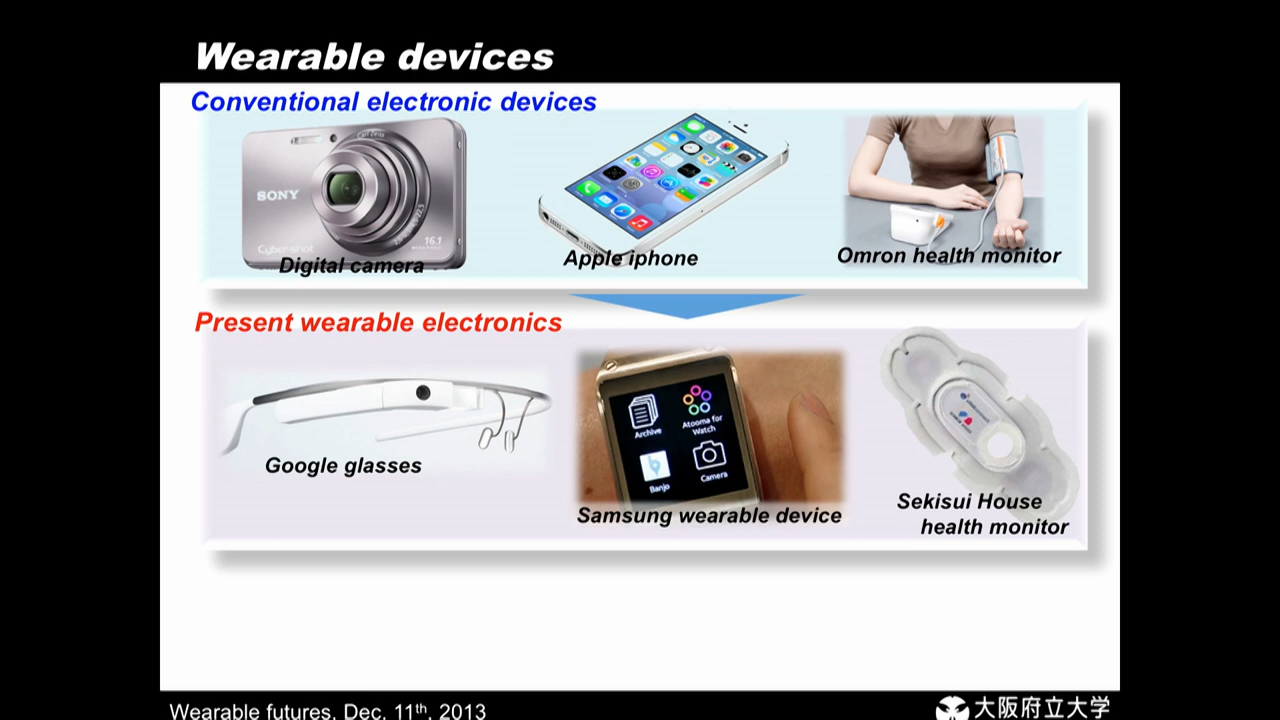 Wearable devices
Conventional electronic devices
Carl Zeiss
SONY
Cyber-shot
16.1
Digital camera
Apple iphone
Omron health monitor
Present wearable electronics
Archive
Atooma for
Watch
Banjo
Camera
Google glasses
Samsung wearable device
Sekisui House
health monitor
Wearable futures, Dec. 11th, 2013
大阪府立大学